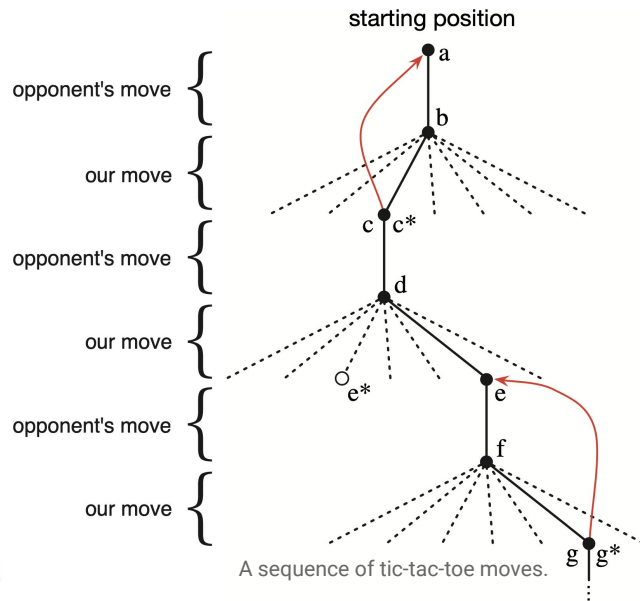 starting position
a
opponent's move
b
our move
c c*
opponent's move
d
our move
e* e
opponent's move
f
our move
g g*
A sequence of tic-tac-toe moves.